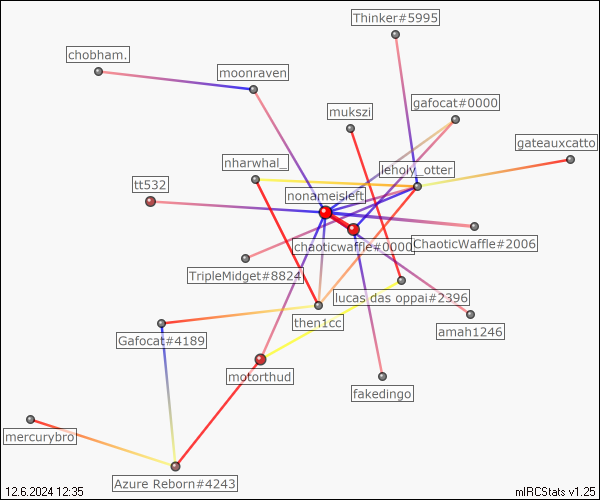 Thinker#5995
chobham.
moonraven
gafocat#0000
mukszi
gateauxcatto
nharwhal_
leholy_otter
tt532
nonameisleft
chaoticwaffle#0000
ChaoticWaffle#2006
TripleMidget#8824
lucas das oppai#2396
then1cc
amah1246
Gafocat#4189
motorthud
fakedingo
mercurybro
Azure Reborn#4243
12.6.2024 12:35
mIRCStats v1.25